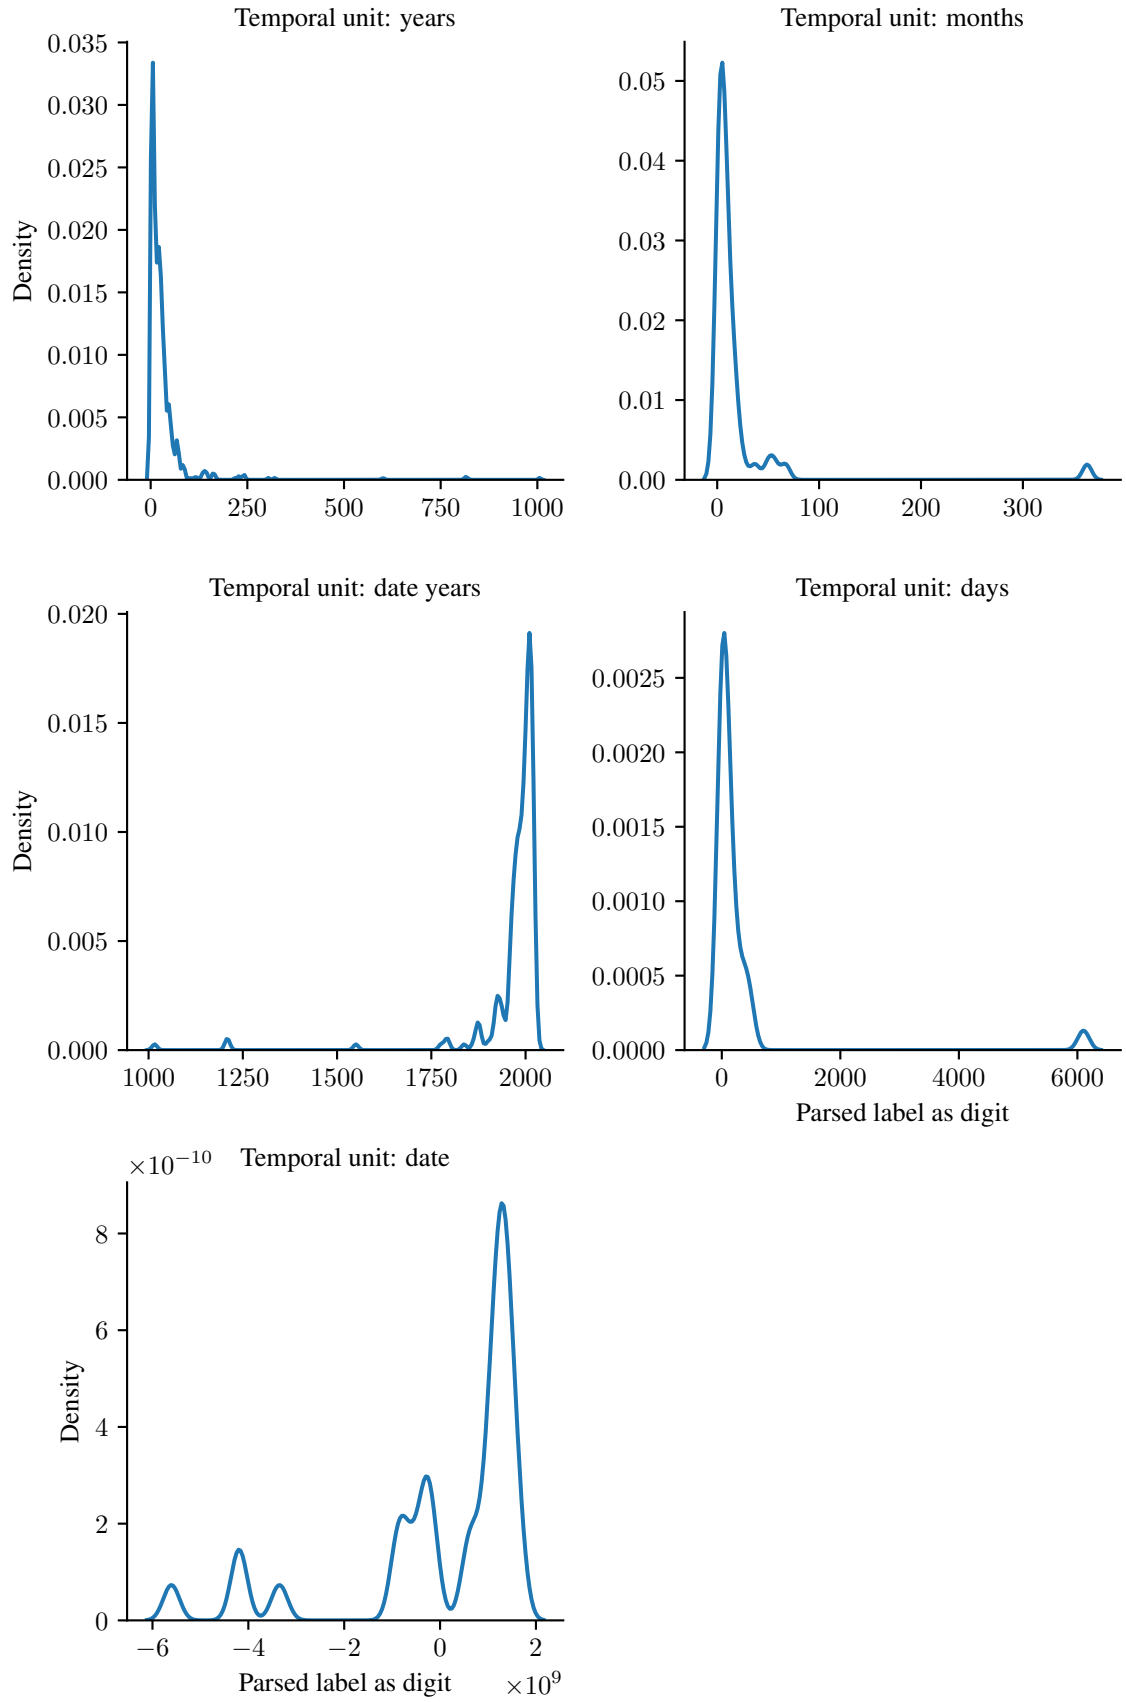 Temporal unit: years
0.035
0.030
0.025
0.020
0.015
0.010
0.005
0.000
Density
0 250 500 750 1000
Temporal unit: months
0.05
0.04
0.03
0.02
0.01
0.00
0 100 200 300
Temporal unit: date years
0.020
0.015
0.010
0.005
0.000
Density
1000 1250 1500 1750 2000
Temporal unit: days
0.0025
0.0020
0.0015
0.0010
0.0005
0.0000
0 2000 4000 6000
Parsed label as digit
×10⁻¹⁰ Temporal unit: date
8
6
4
2
0
Density
−6 −4 −2 0 2
Parsed label as digit ×10⁹